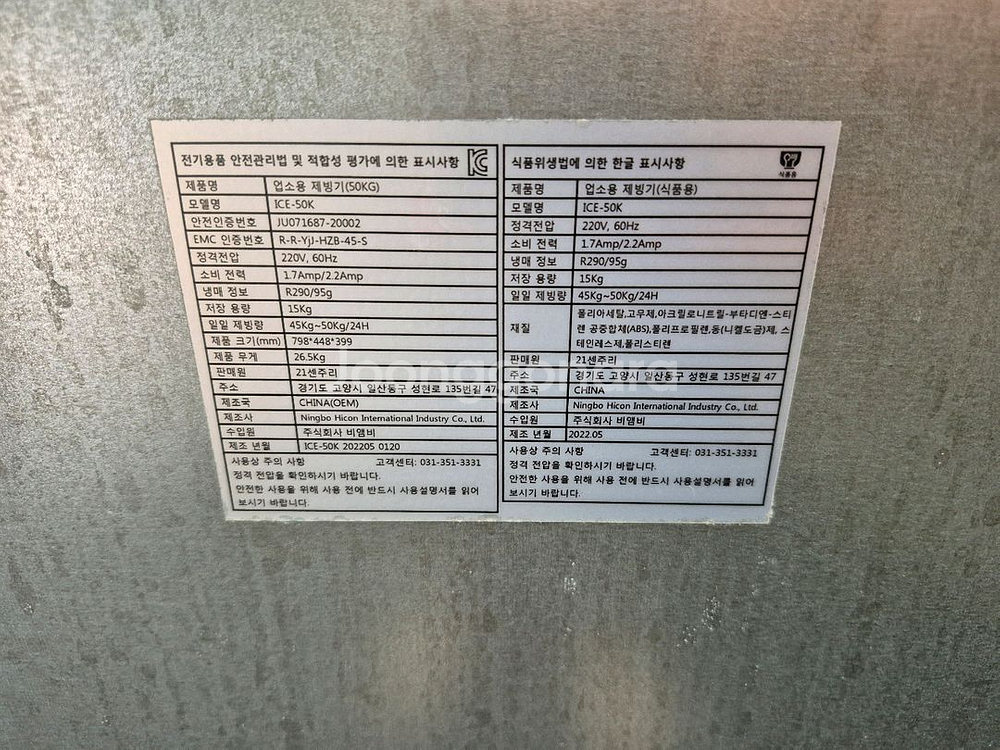 전기용품 안전관리법 및 적합성 평가에 의한 표시사항
제품명 업소용 제빙기(50KG)
모델명 ICE-50K
안전인증번호 JU071687-20002
EMC 인증번호 R-R-YjJ-HZB-45-S
정격전압 220V, 60Hz
소비 전력 1.7Amp/2.2Amp
냉매 정보 R290/95g
저장 용량 15Kg
일일 제빙량 45Kg~50Kg/24H
제품 크기(mm) 798*448*399
제품 무게 26.5Kg
판매원 21센주리
주소 경기도 고양시 일산동구 성현로 135번길 47
제조국 CHINA(OEM)
제조사 Ningbo Hicon International Industry Co., Ltd.
수입원 주식회사 비앰비
제조 년월 ICE-50K 202205 0120
사용상 주의 사항 고객센터: 031-351-3331
정격 전압을 확인하시기 바랍니다.
안전한 사용을 위해 사용 전에 반드시 사용설명서를 읽어
보시기 바랍니다.
식품위생법에 의한 한글 표시사항
식품용
제품명 업소용 제빙기(식품용)
모델명 ICE-50K
정격전압 220V, 60Hz
소비 전력 1.7Amp/2.2Amp
냉매 정보 R290/95g
저장 용량 15Kg
일일 제빙량 45Kg~50Kg/24H
재질 폴리아세탈,고무제,아크릴로니트릴-부타디엔-스티
렌 공중합체(ABS),폴리프로필렌,동(니켈도금)제, 스
테인레스제,폴리스티렌
판매원 21센주리
주소 경기도 고양시 일산동구 성현로 135번길 47
제조국 CHINA
제조사 Ningbo Hicon International Industry Co., Ltd.
수입원 주식회사 비앰비
제조 년월 2022.05
사용상 주의 사항 고객센터: 031-351-3331
정격 전압을 확인하시기 바랍니다.
안전한 사용을 위해 사용 전에 반드시 사용설명서를 읽어
보시기 바랍니다.